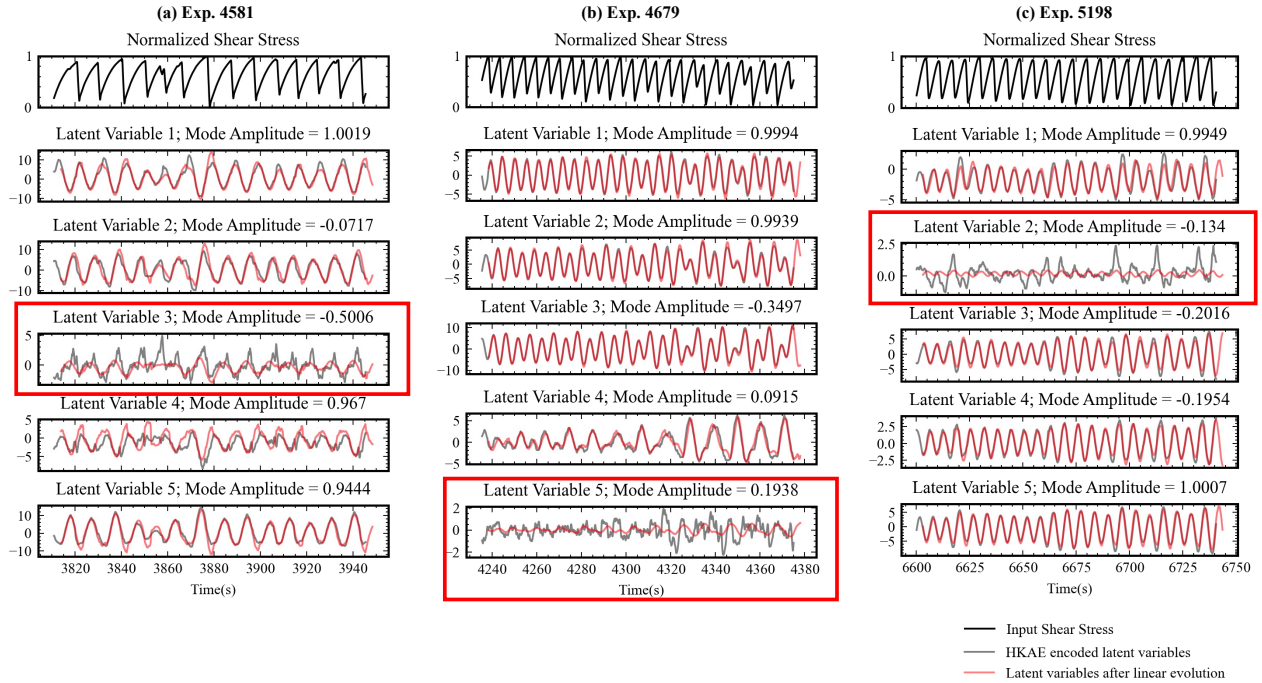 (a) Exp. 4581
Normalized Shear Stress
1
0
Latent Variable 1; Mode Amplitude = 1.0019
10
0
−10
Latent Variable 2; Mode Amplitude = -0.0717
10
0
−10
Latent Variable 3; Mode Amplitude = -0.5006
5
0
Latent Variable 4; Mode Amplitude = 0.967
5
0
−5
Latent Variable 5; Mode Amplitude = 0.9444
10
0
−10
3820 3840 3860 3880 3900 3920 3940
Time(s)
(b) Exp. 4679
Normalized Shear Stress
1
0
Latent Variable 1; Mode Amplitude = 0.9994
5
0
−5
Latent Variable 2; Mode Amplitude = 0.9939
5
0
−5
Latent Variable 3; Mode Amplitude = -0.3497
10
0
−10
Latent Variable 4; Mode Amplitude = 0.0915
5
0
−5
Latent Variable 5; Mode Amplitude = 0.1938
2
0
−2
4240 4260 4280 4300 4320 4340 4360 4380
Time(s)
(c) Exp. 5198
Normalized Shear Stress
1
0
Latent Variable 1; Mode Amplitude = 0.9949
0
−5
Latent Variable 2; Mode Amplitude = -0.134
2.5
0.0
Latent Variable 3; Mode Amplitude = -0.2016
5
0
−5
Latent Variable 4; Mode Amplitude = -0.1954
2.5
0.0
−2.5
Latent Variable 5; Mode Amplitude = 1.0007
5
0
−5
6600 6625 6650 6675 6700 6725 6750
Time(s)
Input Shear Stress
HKAE encoded latent variables
Latent variables after linear evolution